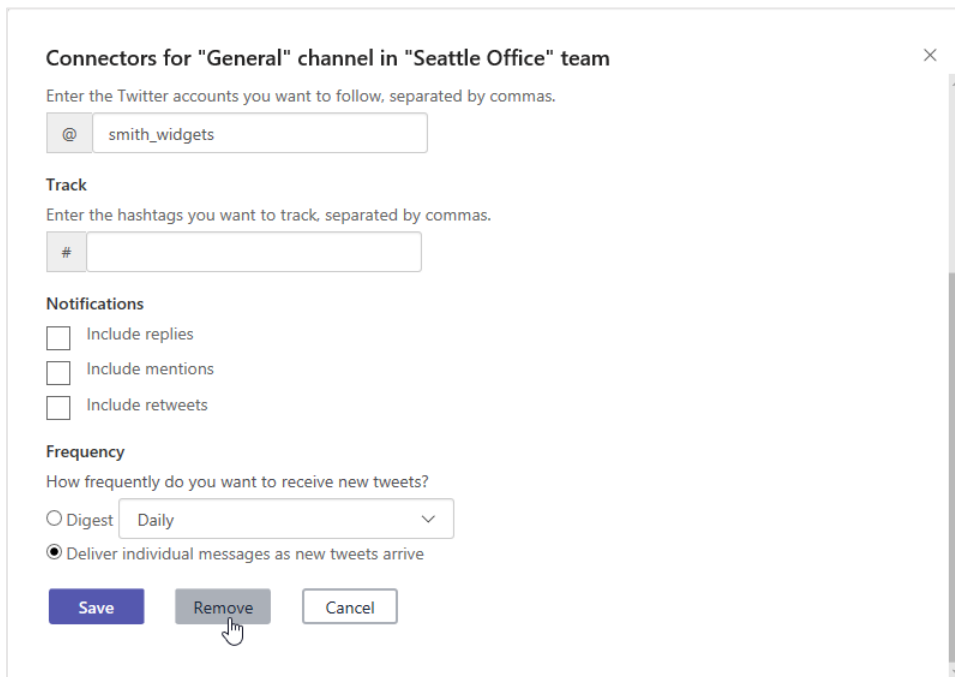 Connectors for "General" channel in "Seattle Office" team
Enter the Twitter accounts you want to follow, separated by commas.
@ smith_widgets
Track
Enter the hashtags you want to track, separated by commas.
#
Notifications
Include replies
Include mentions
Include retweets
Frequency
How frequently do you want to receive new tweets?
Digest Daily
Deliver individual messages as new tweets arrive
Save Remove Cancel